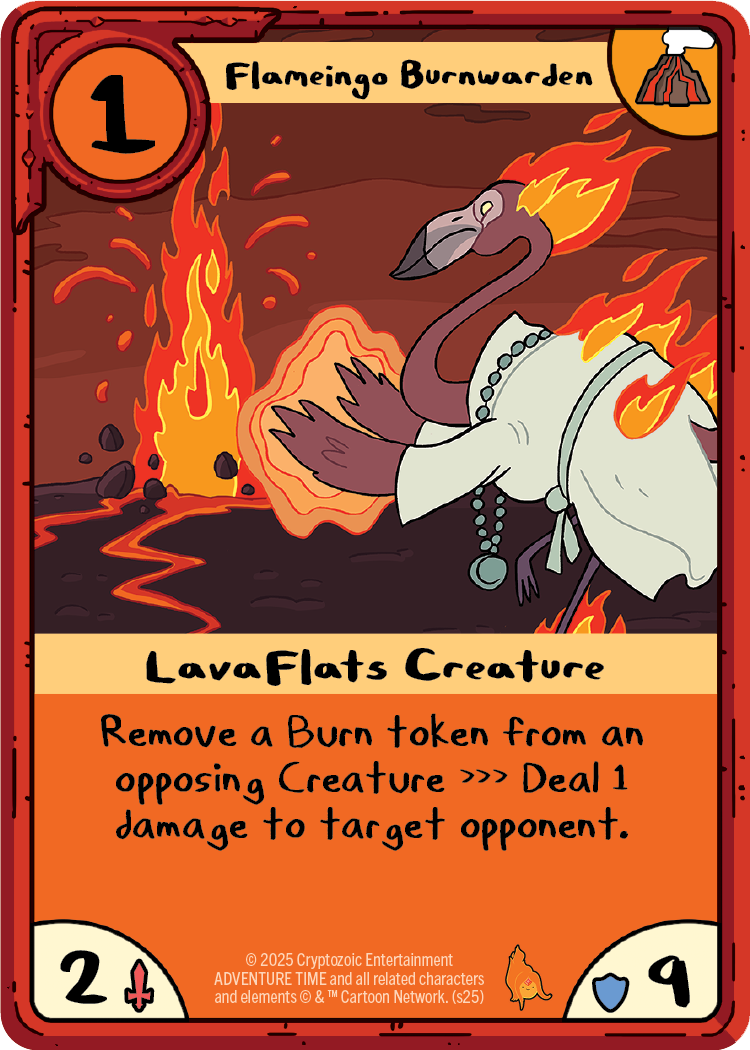 1
Flameingo Burnwarden
LavaFlats Creature
Remove a Burn token from an
opposing Creature >>> Deal 1
damage to target opponent.
2
© 2025 Cryptozoic Entertainment
ADVENTURE TIME and all related characters
and elements © & ™ Cartoon Network. (s25)
9